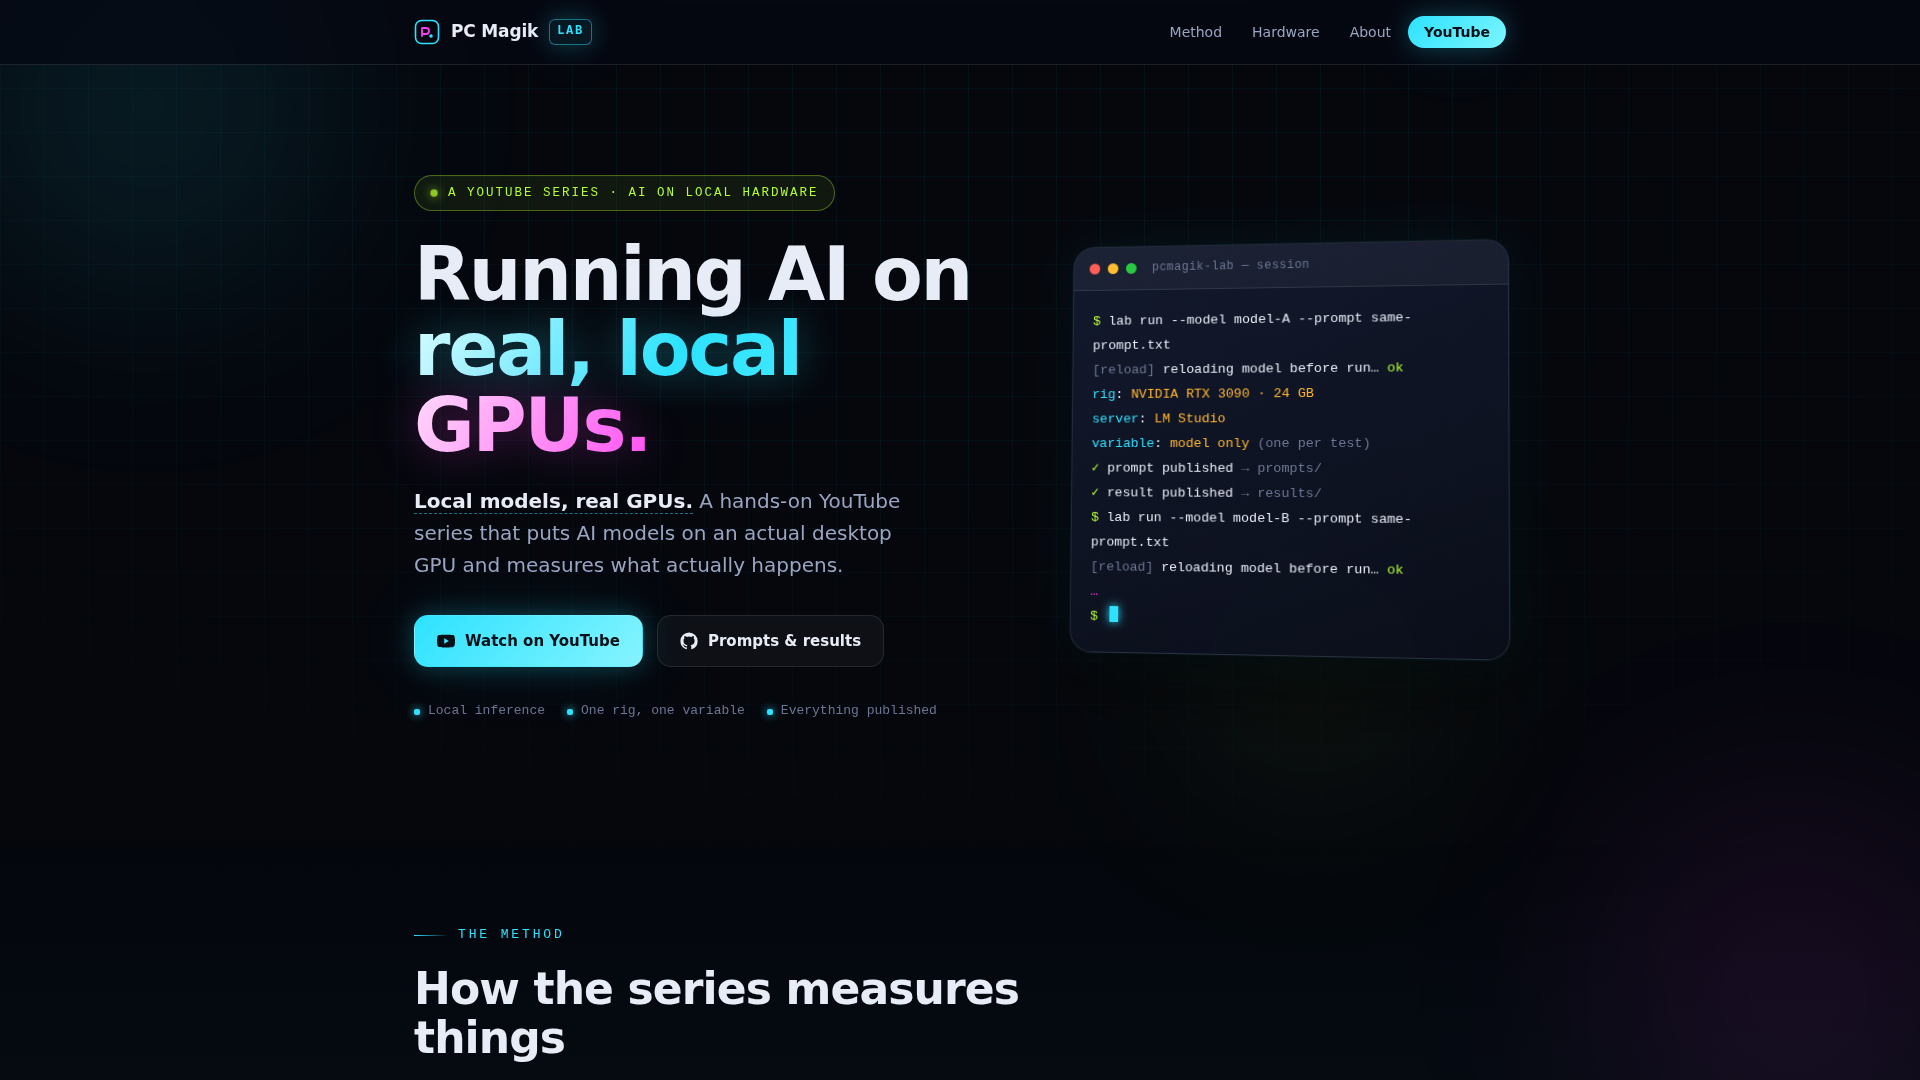 PC Magik LAB
Method Hardware About YouTube
A YOUTUBE SERIES · AI ON LOCAL HARDWARE
Running AI on
real, local
GPUs.
Local models, real GPUs. A hands-on YouTube
series that puts AI models on an actual desktop
GPU and measures what actually happens.
Watch on YouTube
Prompts & results
Local inference
One rig, one variable
Everything published
pcmagik-lab — session
$ lab run --model model-A --prompt same-
prompt.txt
[reload] reloading model before run… ok
rig: NVIDIA RTX 3090 · 24 GB
server: LM Studio
variable: model only (one per test)
✓ prompt published → prompts/
✓ result published → results/
$ lab run --model model-B --prompt same-
prompt.txt
[reload] reloading model before run… ok
…
$
THE METHOD
How the series measures
things